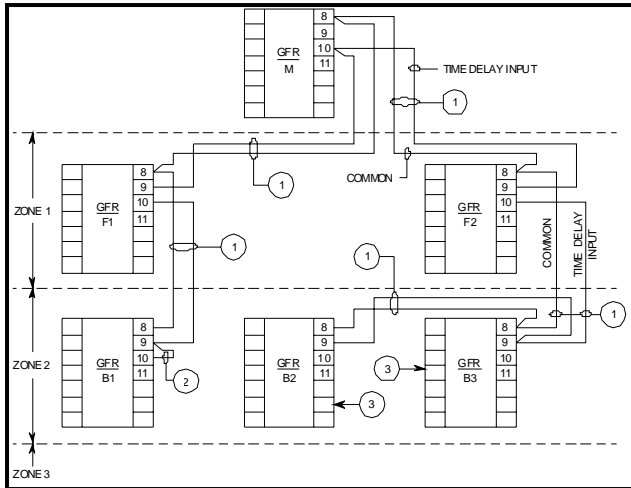 GFR
M
8
9
10
11
TIME DELAY INPUT
1
COMMON
1
ZONE 1
GFR
F1
8
9
10
11
GFR
F2
8
9
10
11
1
1
COMMON
TIME DELAY
INPUT
1
ZONE 2
GFR
B1
8
9
10
11
2
GFR
B2
8
9
10
11
3
3
GFR
B3
8
9
10
11
ZONE 3